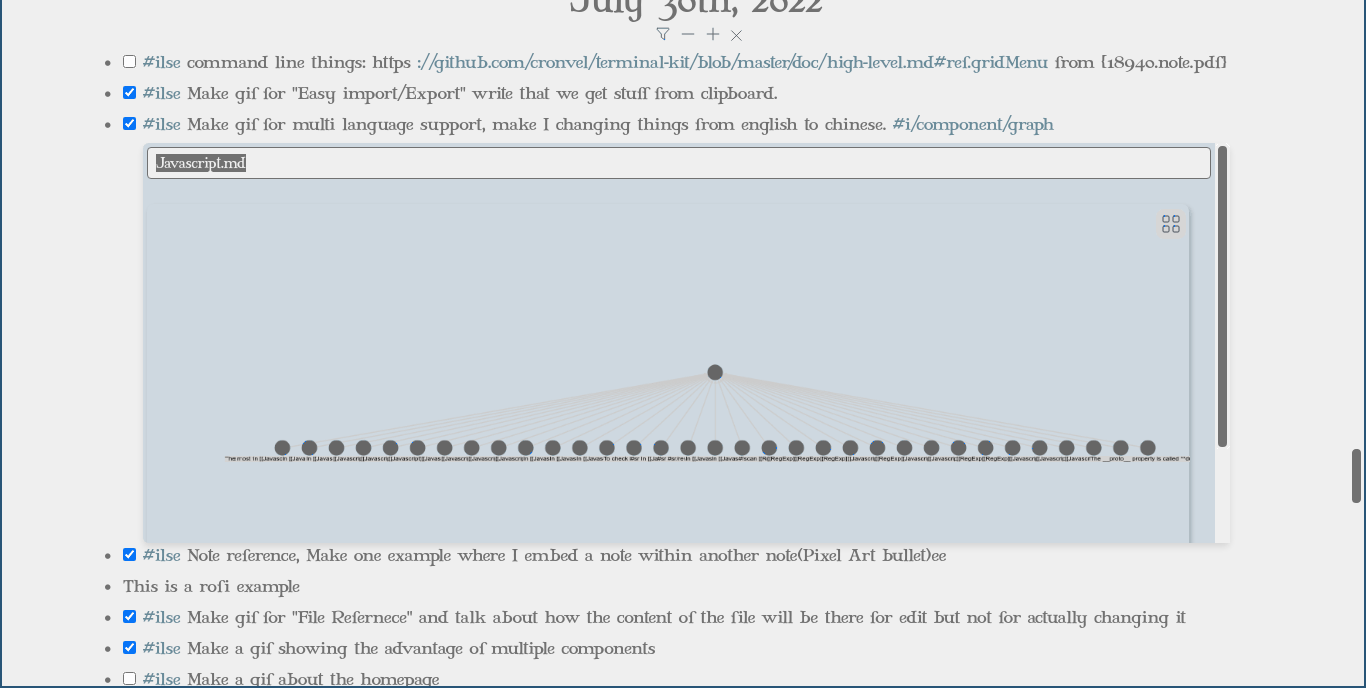 July 30th, 2022
#ilse command line things: https ://github.com/cronvel/terminal-kit/blob/master/doc/high-level.md#ref.gridMenu from [18940.note.pdf]
#ilse Make gif for "Easy import/Export" write that we get stuff from clipboard.
#ilse Make gif for multi language support, make I changing things from english to chinese. #i/component/graph
Javascript.md
#ilse Note reference, Make one example where I embed a note within another note(Pixel Art bullet)ee
This is a rofi example
#ilse Make gif for "File Refernece" and talk about how the content of the file will be there for edit but not for actually changing it
#ilse Make a gif showing the advantage of multiple components
#ilse Make a gif about the homepage